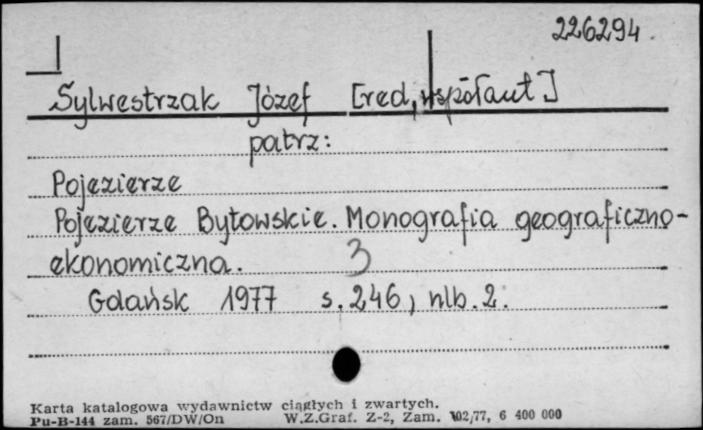 226294.
Sylwestrzak Józef [red, współaut]
patrz:
Pojezierze
Pojezierze Bytowskie. Monografia geograficzno-
ekonomiczna. 3
Gdańsk 1977 s. 246, nlb. 2.
Karta katalogowa wydawnictw ciągłych i zwartych.
Pu-B-144 zam. 567/DW/On W.Z.Graf. Z-2, Zam. 102/77, 6 400 000